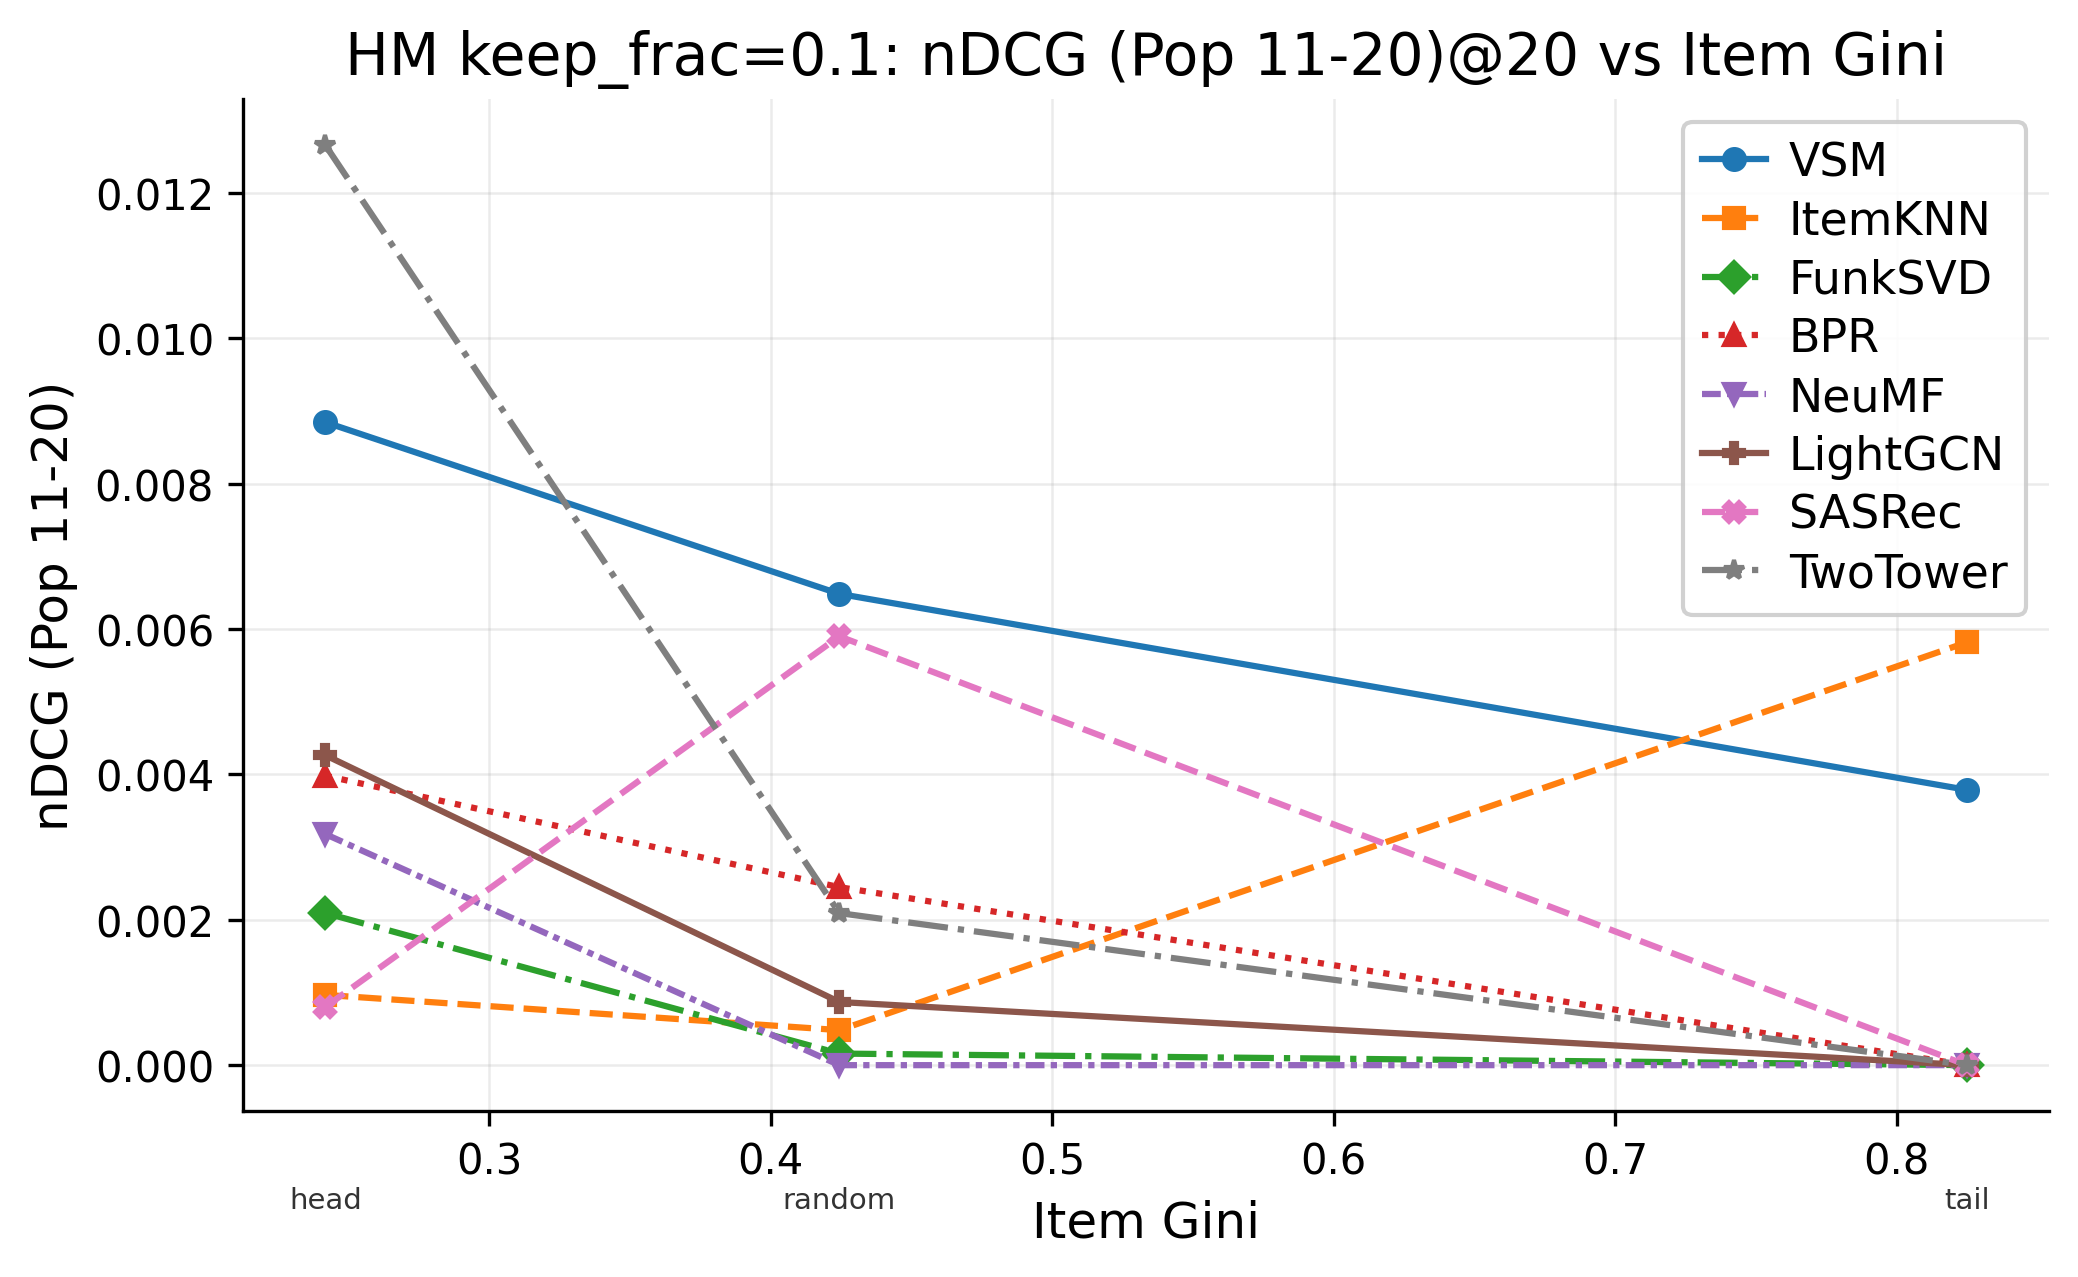 HM keep_frac=0.1: nDCG (Pop 11-20)@20 vs Item Gini
nDCG (Pop 11-20)
0.012
0.010
0.008
0.006
0.004
0.002
0.000
VSM
ItemKNN
FunkSVD
BPR
NeuMF
LightGCN
SASRec
TwoTower
0.3 0.4 0.5 0.6 0.7 0.8
head random tail
Item Gini